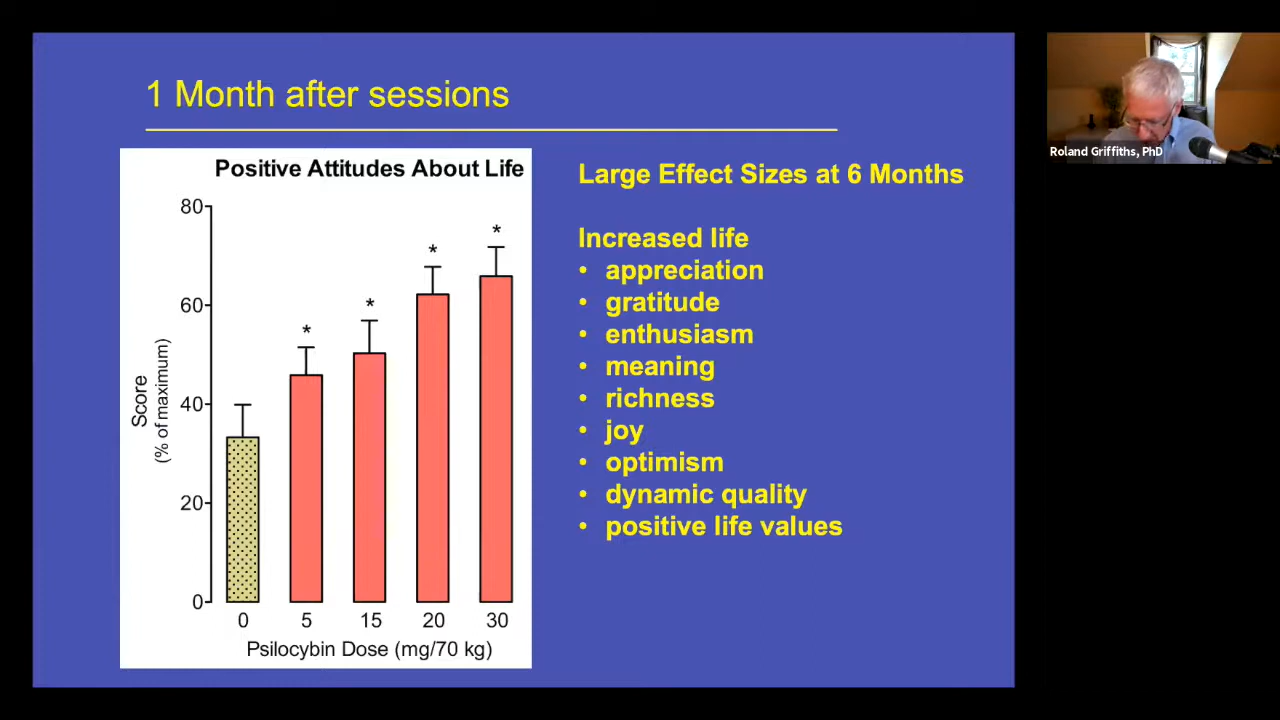 1 Month after sessions
Positive Attitudes About Life
80
60
40
20
0
Score
(% of maximum)
*
*
*
*
0 5 15 20 30
Psilocybin Dose (mg/70 kg)
Large Effect Sizes at 6 Months
Increased life
• appreciation
• gratitude
• enthusiasm
• meaning
• richness
• joy
• optimism
• dynamic quality
• positive life values
Roland Griffiths, PhD